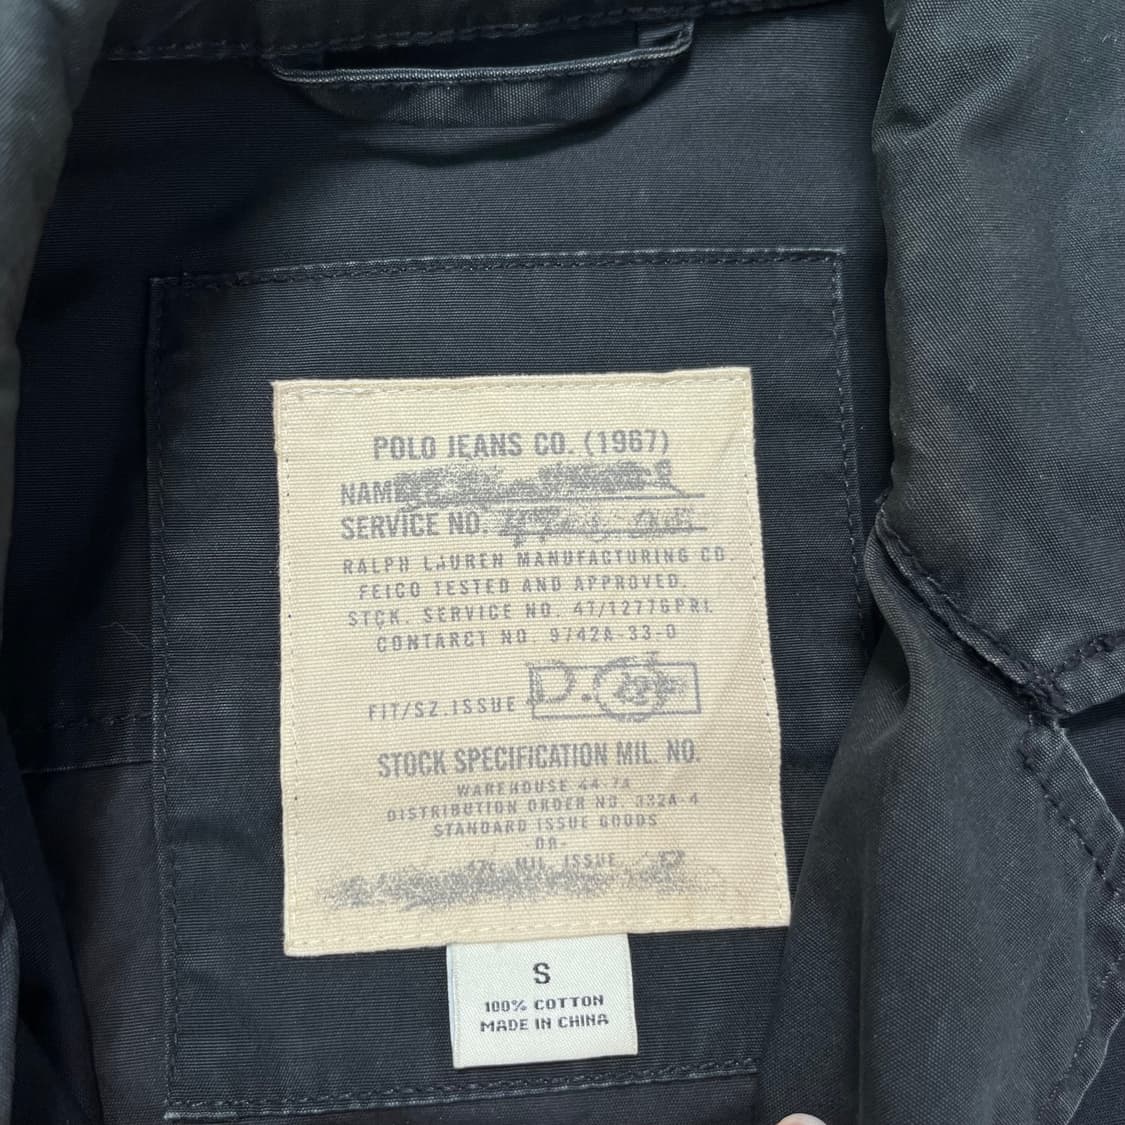 POLO JEANS CO. (1967)
NAME
SERVICE NO.
RALPH LAUREN MANUFACTURING CO.
FEICO TESTED AND APPROVED.
STCK. SERVICE NO. 47/12776PRL
CONTARCT NO. 9742A-33-0
FIT/SZ.ISSUE D.
STOCK SPECIFICATION MIL. NO.
WAREHOUSE 44-7A
DISTRIBUTION ORDER NO. 332A-4
STANDARD ISSUE GOODS
-OR-
MIL. ISSUE
S
100% COTTON
MADE IN CHINA